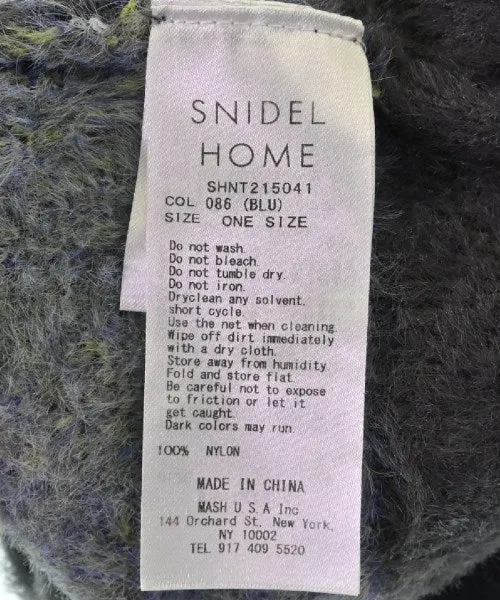 SNIDEL
HOME
SHNT215041
COL 086 (BLU)
SIZE ONE SIZE
Do not wash.
Do not bleach.
Do not tumble dry.
Do not iron.
Dryclean any solvent,
short cycle.
Use the net when cleaning.
Wipe off dirt immediately
with a dry cloth.
Store away from humidity
Fold and store flat.
Be careful not to expose
to friction or let it
get caught.
Dark colors may run.
100% NYLON
MADE IN CHINA
MASH U S A Inc
144 Orchard St. New York,
NY 10002
TEL 917 409 5520